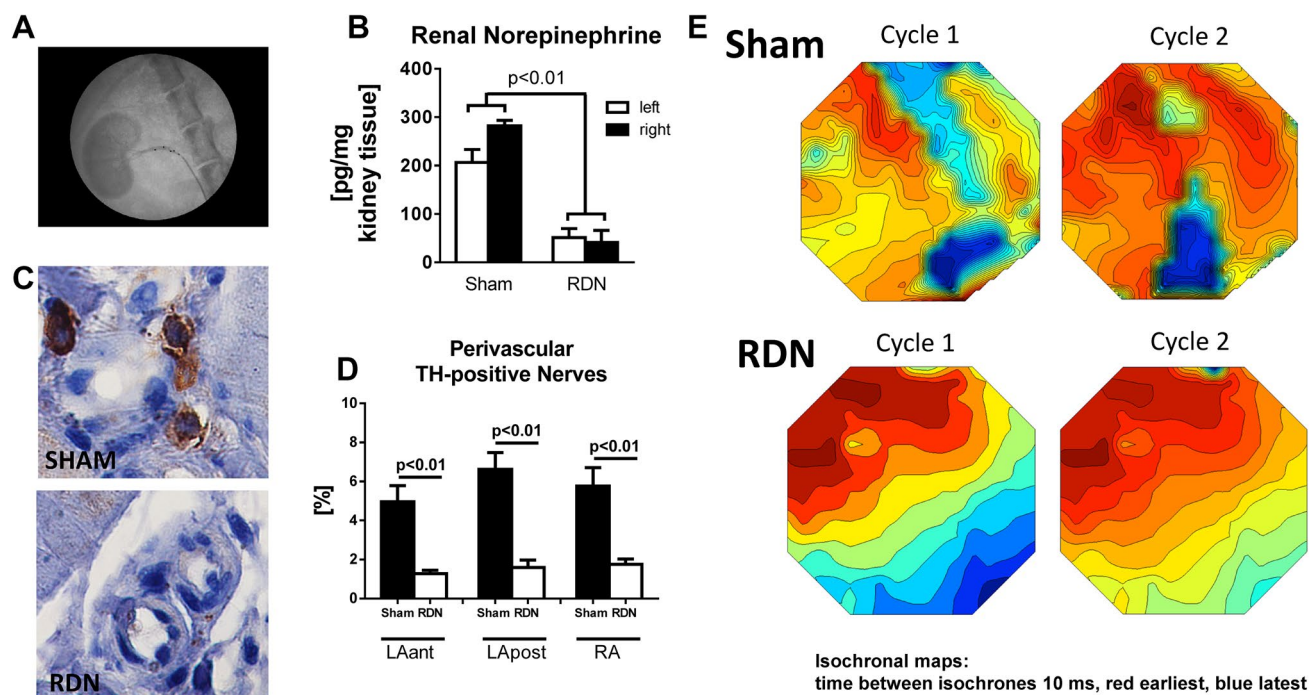 A
B
Renal Norepinephrine
[pg/mg
kidney tissue]
400
300
200
100
0
p<0.01
left
right
Sham
RDN
C
SHAM
RDN
D
Perivascular
TH-positive Nerves
[%]
10
8
6
4
2
0
p<0.01
p<0.01
p<0.01
Sham RDN
Sham RDN
Sham RDN
LAant
LApost
RA
E
Sham
Cycle 1
Cycle 2
RDN
Cycle 1
Cycle 2
Isochronal maps:
time between isochrones 10 ms, red earliest, blue latest